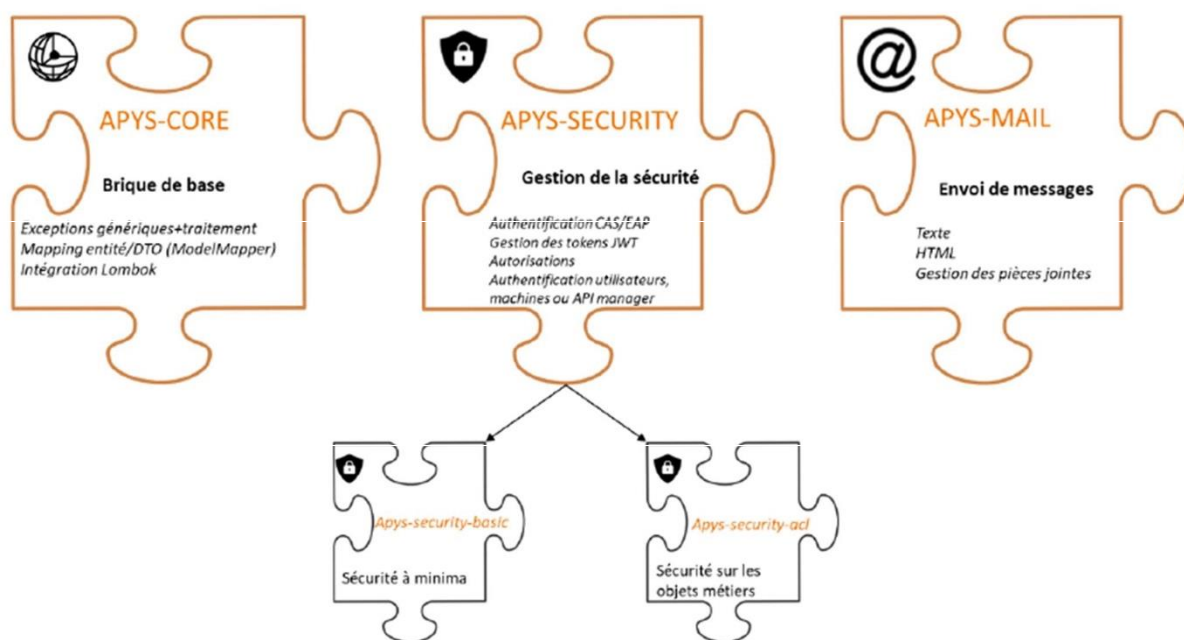 APYS-CORE
Brique de base
Exceptions génériques+traitement
Mapping entité/DTO (ModelMapper)
Intégration Lombok
APYS-SECURITY
Gestion de la sécurité
Authentification CAS/EAP
Gestion des tokens JWT
Autorisations
Authentification utilisateurs,
machines ou API manager
@
APYS-MAIL
Envoi de messages
Texte
HTML
Gestion des pièces jointes
Apys-security-basic
Sécurité à minima
Apys-security-acl
Sécurité sur les
objets métiers